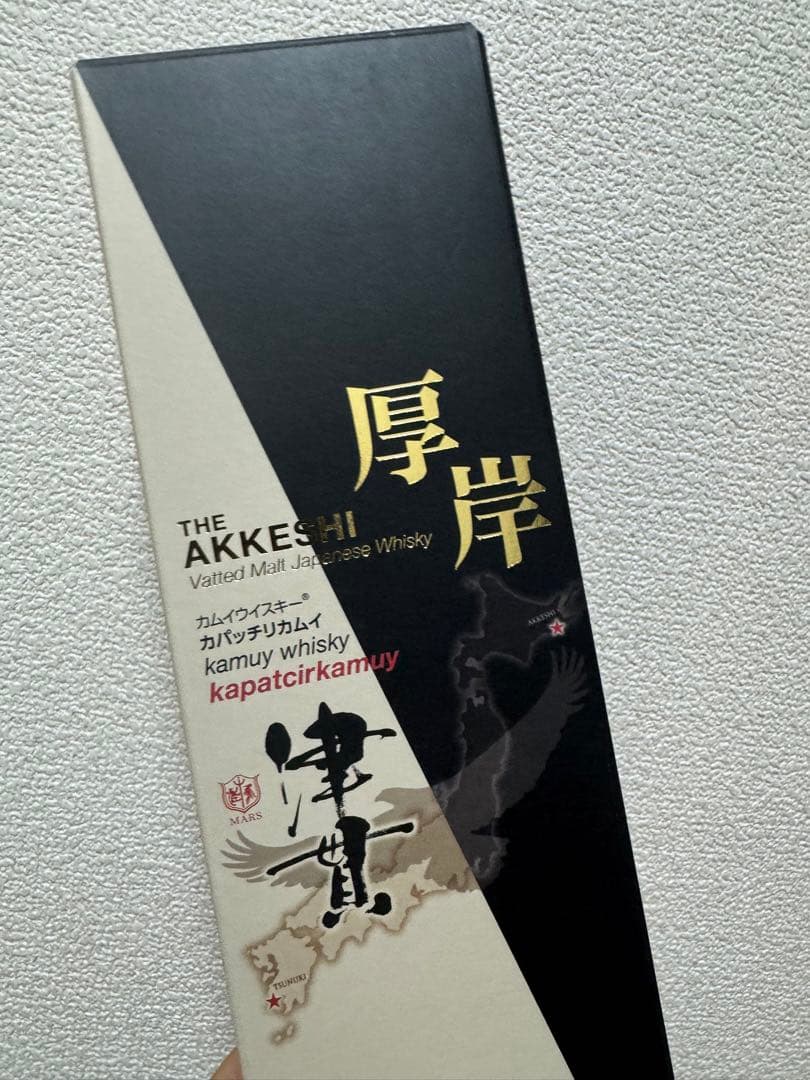 厚岸
THE
AKKESHI
Vatted Malt Japanese Whisky
カムイウイスキー®
カパッチリカムイ
kamuy whisky
kapatcirkamuy
AKKESHI
津貫
MARS
TSUNUKI